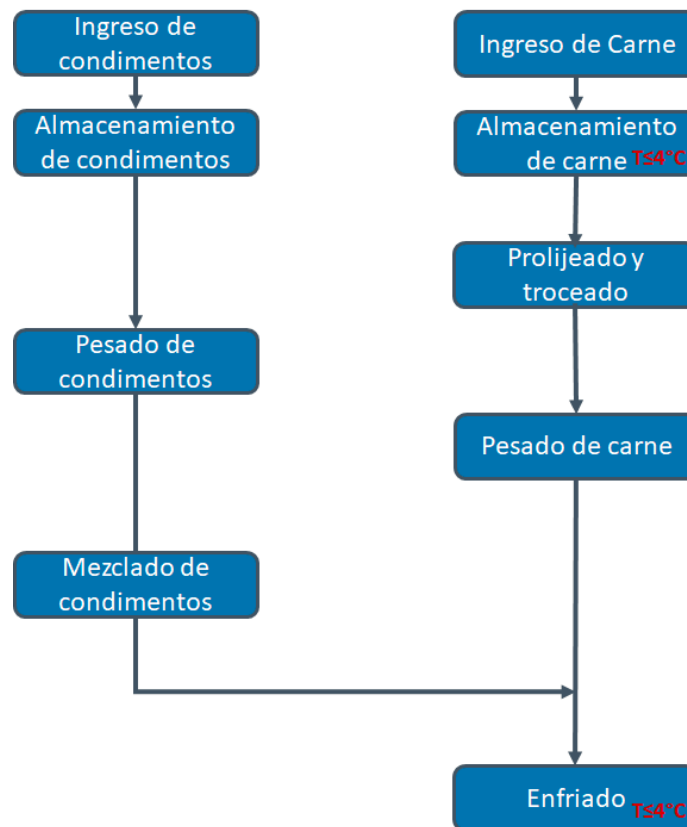 Ingreso de
condimentos
Almacenamiento
de condimentos
Pesado de
condimentos
Mezclado de
condimentos
Ingreso de Carne
Almacenamiento
de carne T≤4°C
Prolijeado y
troceado
Pesado de carne
Enfriado T≤4°C